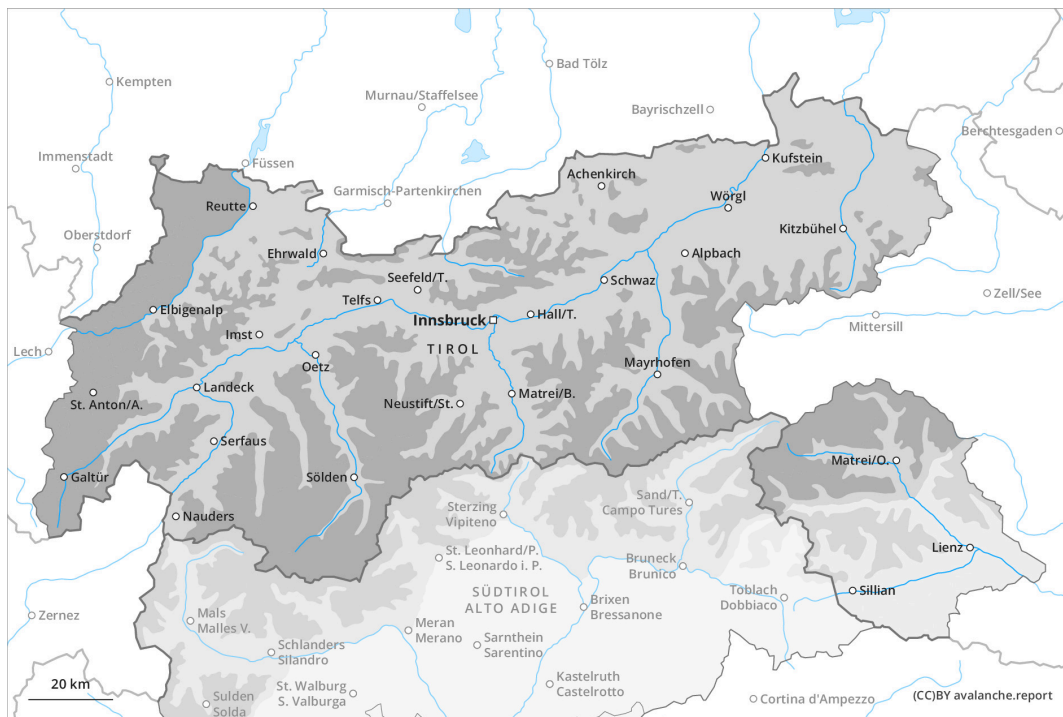 Kempten
Bad Tölz
Murnau/Staffelsee
Bayrischzell
Berchtesgaden
Immenstadt
Füssen
Kufstein
Achenkirch
Garmisch-Partenkirchen
Wörgl
Reutte
Oberstdorf
Kitzbühel
Ehrwald
Alpbach
Seefeld/T.
Schwaz
Zell/See
Telfs
Elbigenalp
Innsbruck
Hall/T.
Mittersill
Imst
TIROL
Lech
Oetz
Mayrhofen
Landeck
St. Anton/A.
Neustift/St.
Matrei/B.
Serfaus
Matrei/O.
Galtür
Sölden
Sand/T.
Campo Tures
Sterzing
Vipiteno
Nauders
Lienz
St. Leonhard/P.
S. Leonardo i. P.
Bruneck
Brunico
SÜDTIROL
ALTO ADIGE
Sillian
Toblach
Dobbiaco
Brixen
Bressanone
Zernez
Mals
Malles V.
Meran
Merano
Sarnthein
Sarentino
Schlanders
Silandro
Kastelruth
Castelrotto
20 km
St. Walburg
S. Valburga
Sulden
Solda
Cortina d'Ampezzo
(CC)BY avalanche.report